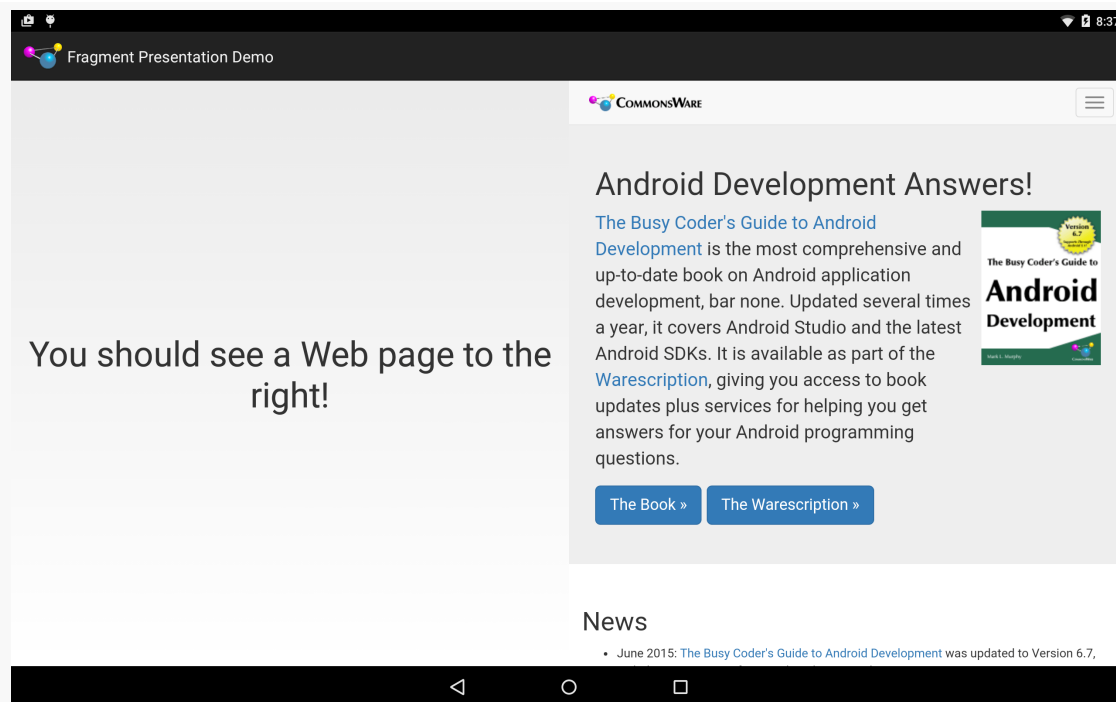 8:37
Fragment Presentation Demo
You should see a Web page to the
right!
COMMONSWARE
Android Development Answers!
The Busy Coder's Guide to Android
Development is the most comprehensive and
up-to-date book on Android application
development, bar none. Updated several times
a year, it covers Android Studio and the latest
Android SDKs. It is available as part of the
Warescription, giving you access to book
updates plus services for helping you get
answers for your Android programming
questions.
Version
6.7
The Busy Coder's Guide to
Android
Development
Mark L. Murphy
The Book »
The Warescription »
News
• June 2015: The Busy Coder's Guide to Android Development was updated to Version 6.7,